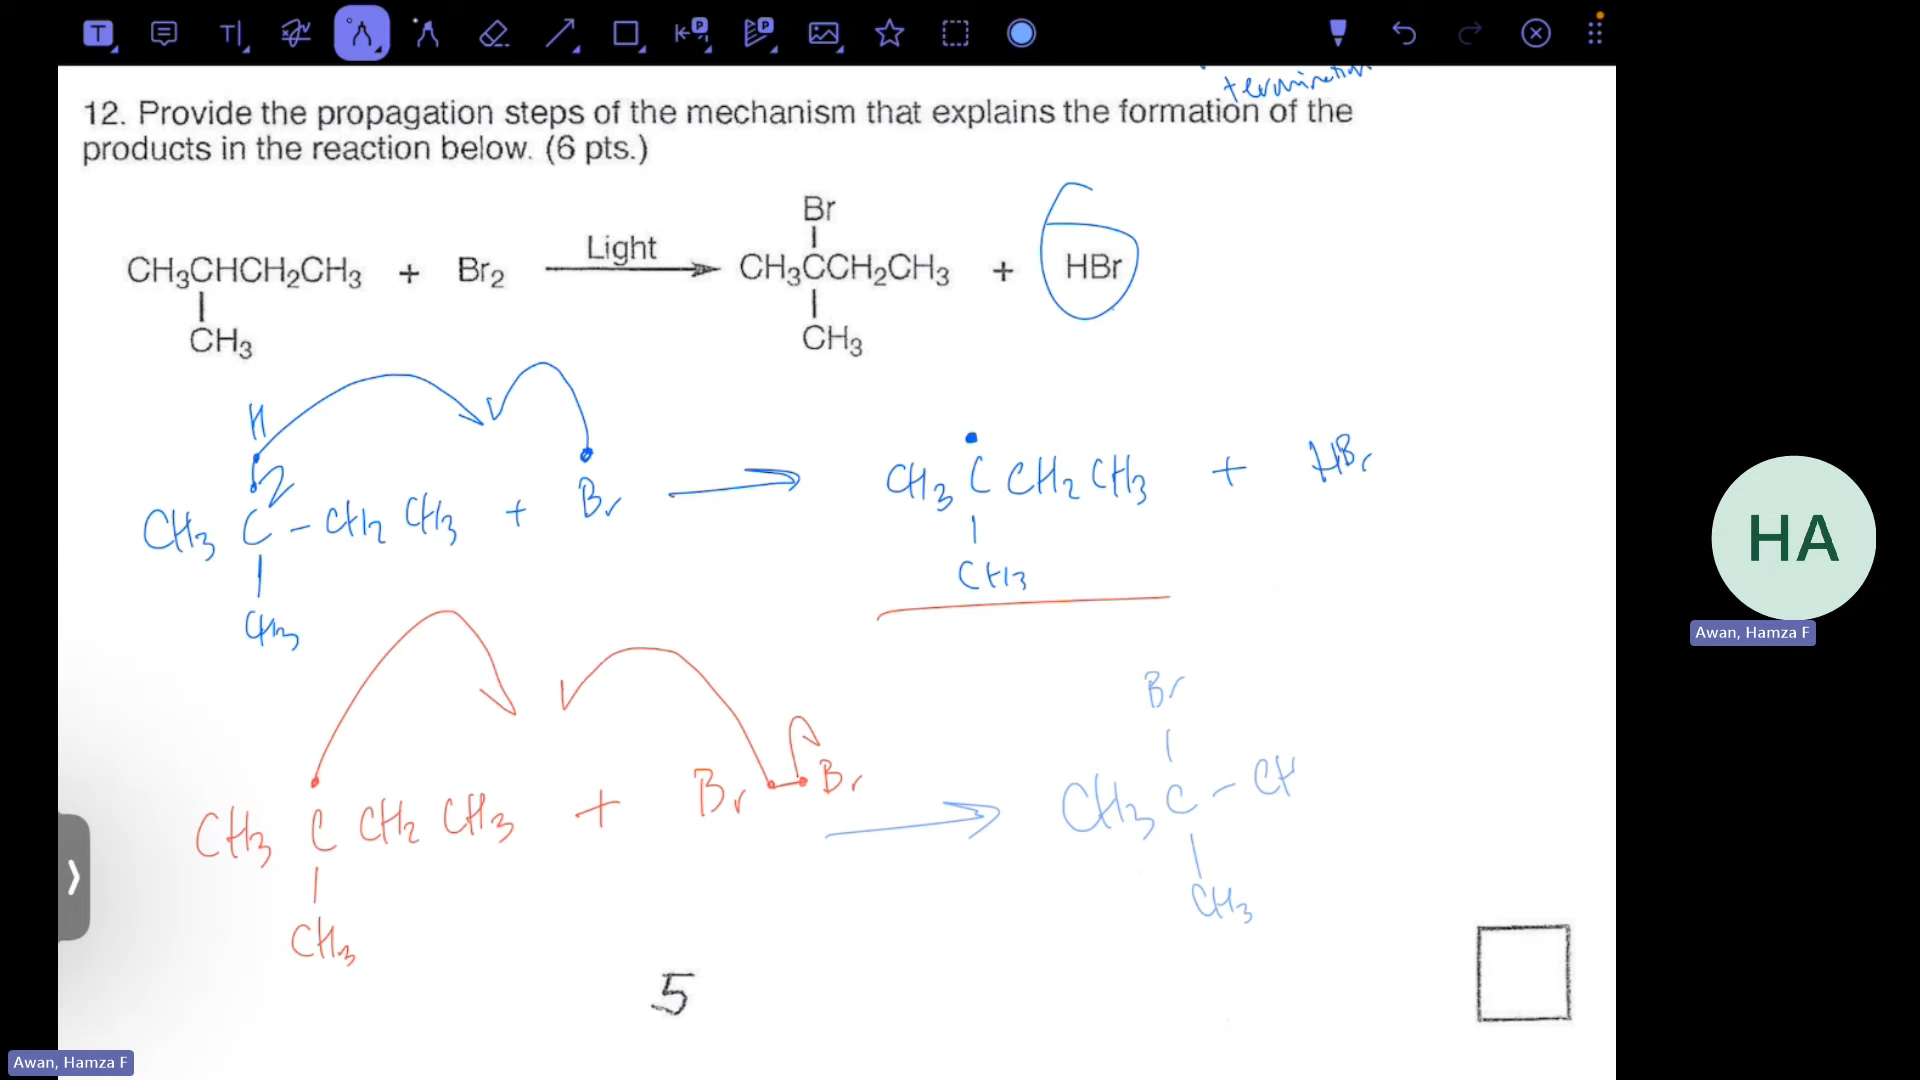 termination
12. Provide the propagation steps of the mechanism that explains the formation of the
products in the reaction below. (6 pts.)
Br
CH3CHCH2CH3 + Br2 Light CH3CCH2CH3 + HBr
CH3 CH3
H
CH3 C - CH2 CH3 + Br CH3 C CH2 CH3 + HBr
CH3 CH3
Br
CH3 C CH2 CH3 + Br Br CH3 C - CH
CH3 CH3
5
HA
Awan, Hamza F
Awan, Hamza F